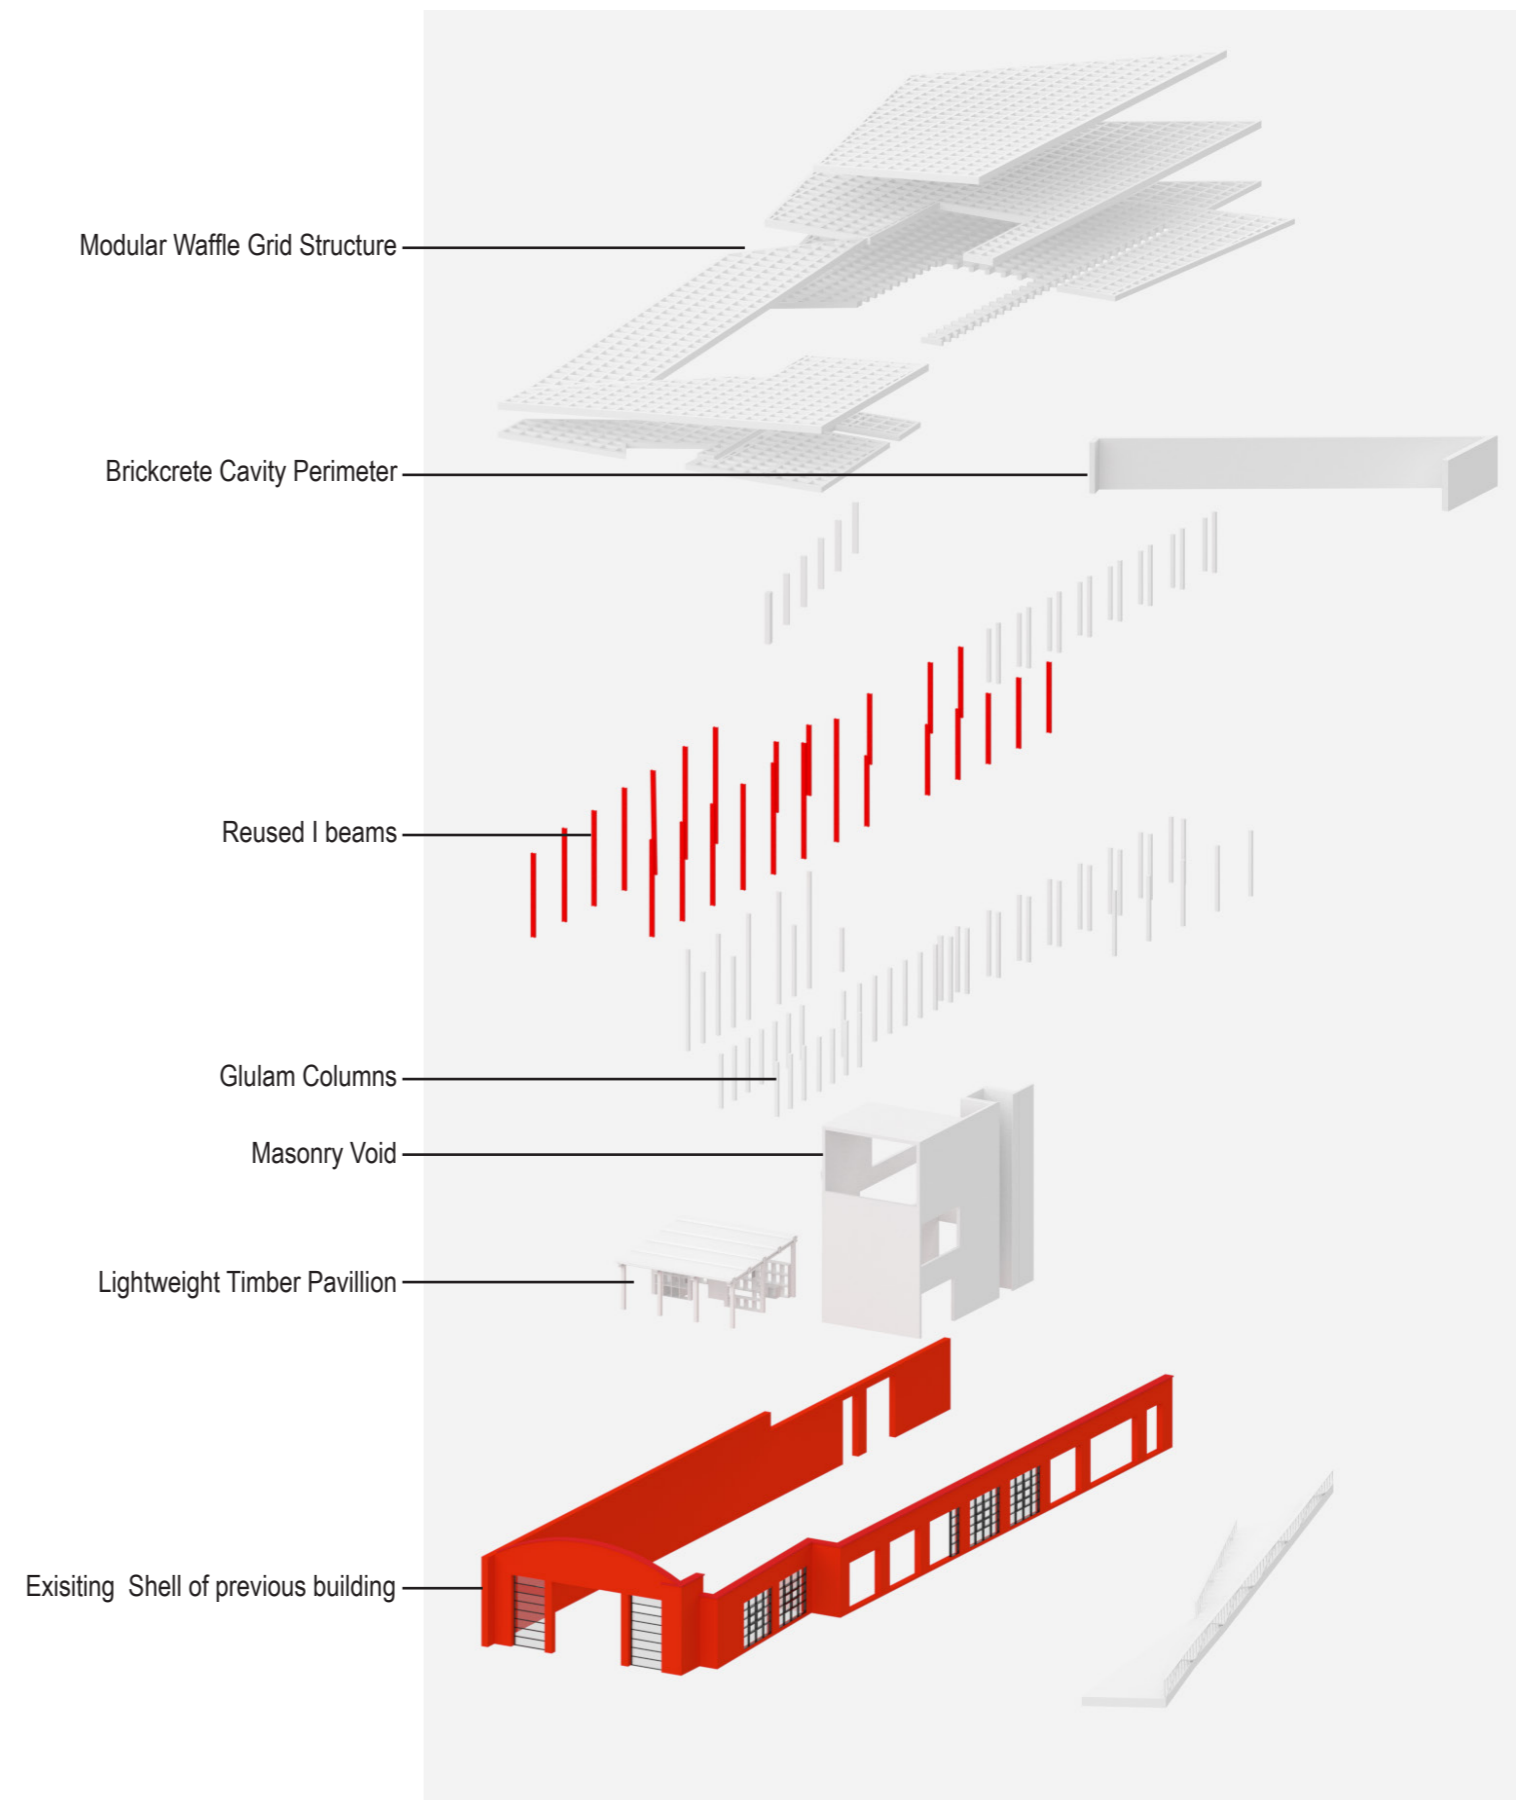 Modular Waffle Grid Structure
Brickcrete Cavity Perimeter
Reused I beams
Glulam Columns
Masonry Void
Lightweight Timber Pavillion
Exisiting  Shell of previous building